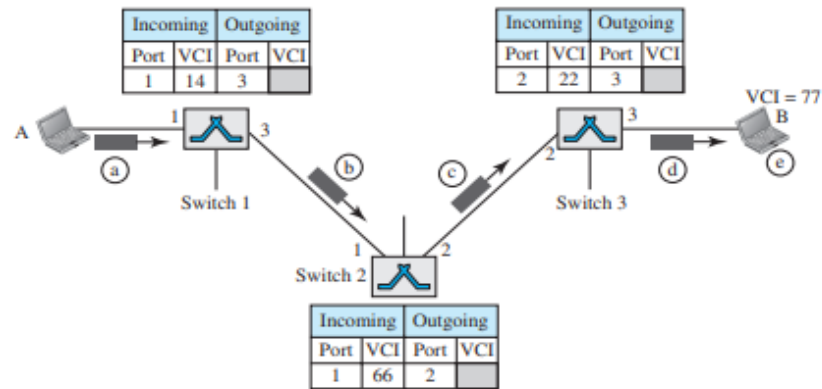 Incoming Outgoing
Port VCI Port VCI
1 14 3
Incoming Outgoing
Port VCI Port VCI
2 22 3
VCI = 77
A
1
3
2
3
B
a
b
c
d
e
Switch 1
Switch 3
1
2
Switch 2
Incoming Outgoing
Port VCI Port VCI
1 66 2